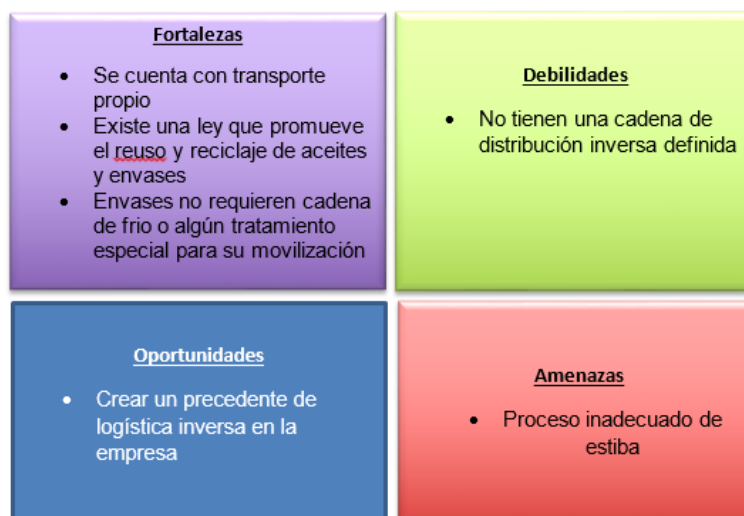 Fortalezas
• Se cuenta con transporte
propio
• Existe una ley que promueve
el reuso y reciclaje de aceites
y envases
• Envases no requieren cadena
de frio o algún tratamiento
especial para su movilización
Debilidades
• No tienen una cadena de
distribución inversa definida
Oportunidades
• Crear un precedente de
logística inversa en la
empresa
Amenazas
• Proceso inadecuado de
estiba